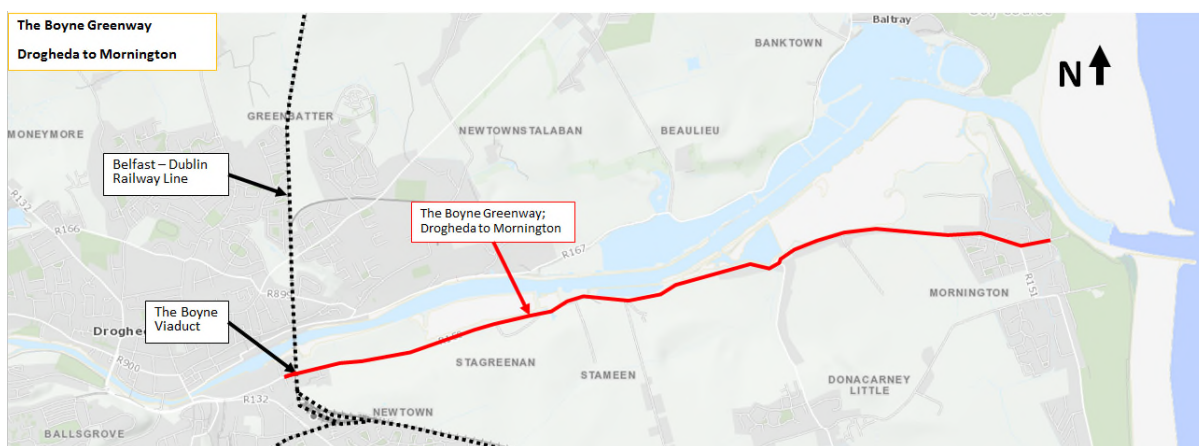 The Boyne Greenway
Drogheda to Mornington
Baltray
BANKTOWN
N
GREENBATTER
MONEYMORE
NEWTOWNSTALABAN
BEAULIEU
R132
Belfast – Dublin
Railway Line
R166
The Boyne Greenway;
Drogheda to Mornington
R167
R151
MORNINGTON
The Boyne
Viaduct
Droghe
R900
STAGREENAN
STAMEEN
DONACARNEY
LITTLE
R132
NEWTOWN
BALLSGROVE